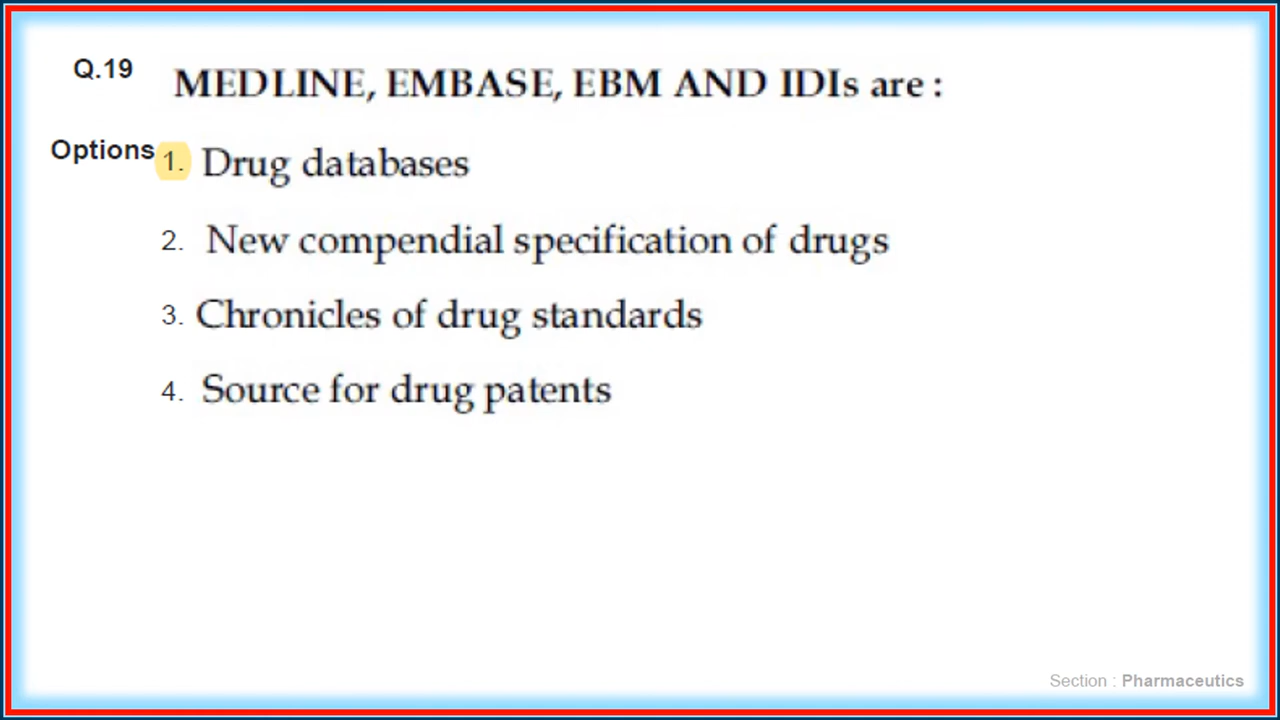 Q.19 MEDLINE, EMBASE, EBM AND IDIs are :
Options 1. Drug databases
2. New compendial specification of drugs
3. Chronicles of drug standards
4. Source for drug patents
Section : Pharmaceutics